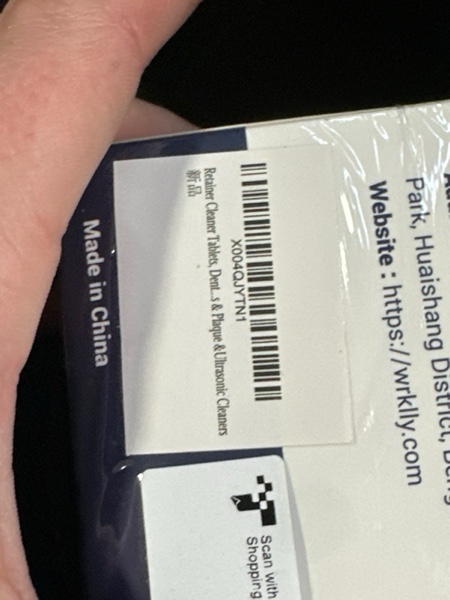 Park, Huaishang District,
Website : https://wrklly.com
X004QJYTN1
Retainer Cleaner Tablets, Dent...s & Plaque & Ultrasonic Cleaners
新品
Made in China
Scan with
Shopping